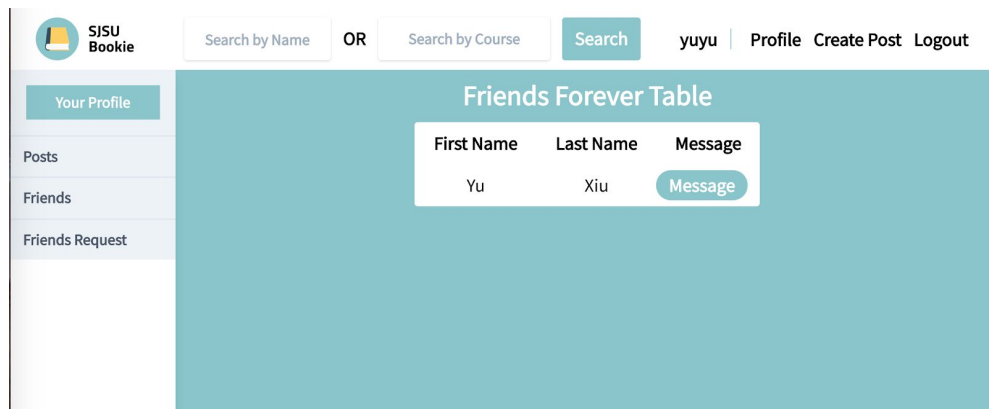 SJSU
Bookie
Search by Name OR Search by Course Search yuyu Profile Create Post Logout
Your Profile
Posts
Friends
Friends Request
Friends Forever Table
First Name Last Name Message
Yu Xiu Message